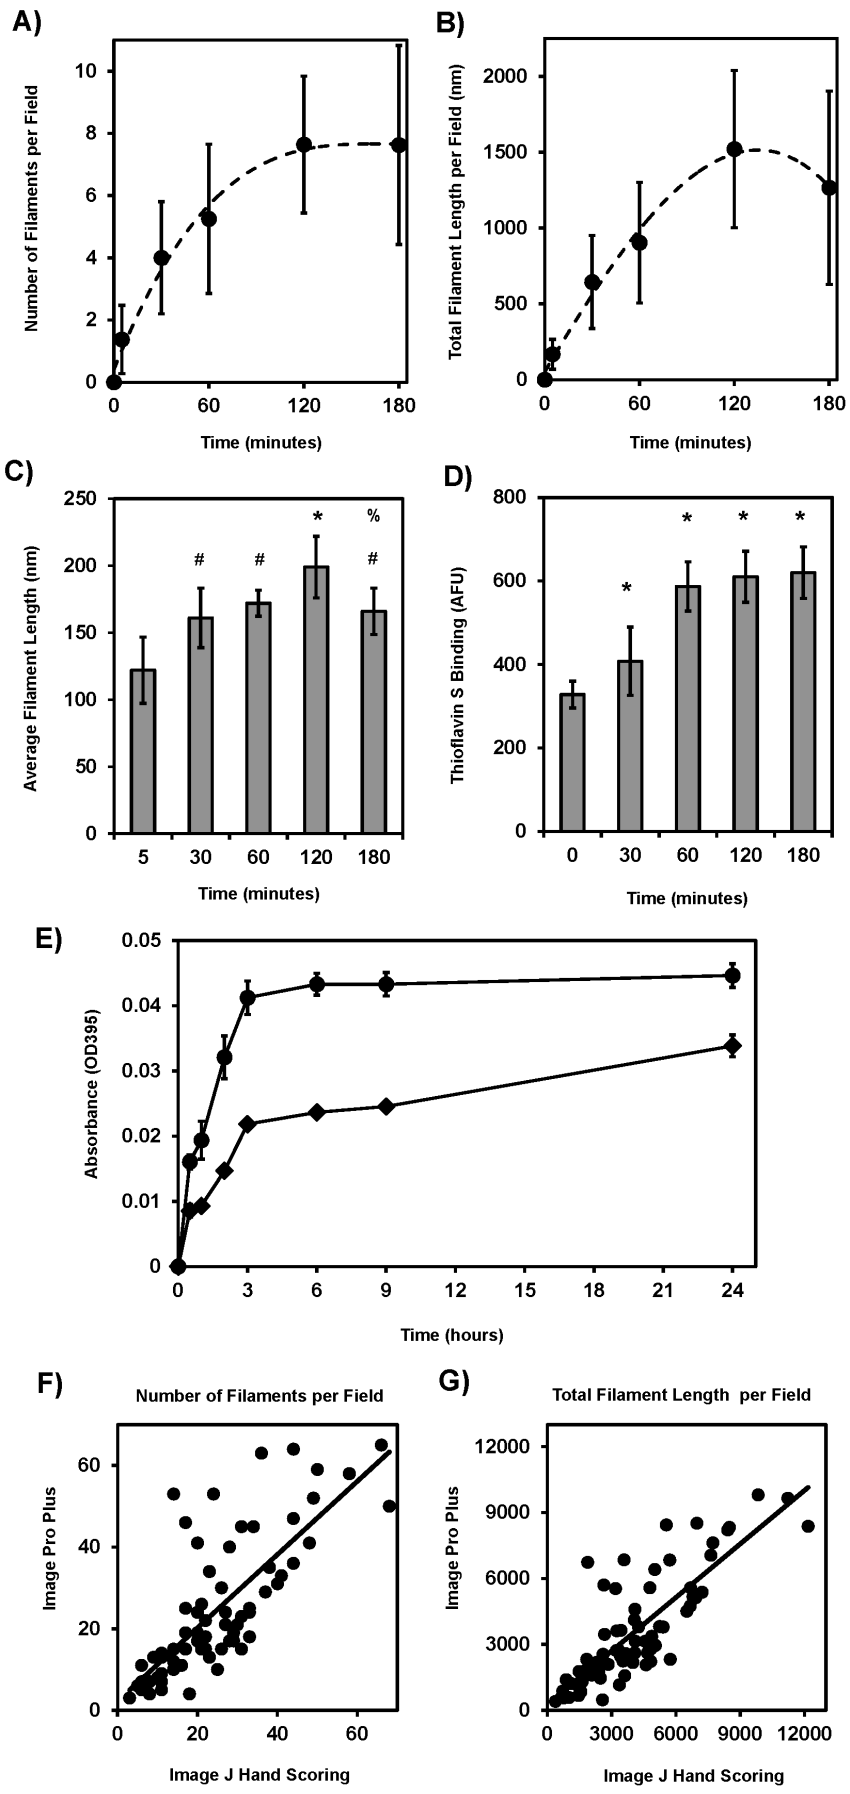 A)
Number of Filaments per Field
10
8
6
4
2
0
0 60 120 180
Time (minutes)
B)
Total Filament Length per Field (nm)
2000
1500
1000
500
0
0 60 120 180
Time (minutes)
C)
Average Filament Length (nm)
250
200
150
100
50
0
# # * % #
5 30 60 120 180
Time (minutes)
D)
Thioflavin S Binding (AFU)
800
600
400
200
0
* * * *
0 30 60 120 180
Time (minutes)
E)
Absorbance (OD395)
0.05
0.04
0.03
0.02
0.01
0
0 3 6 9 12 15 18 21 24
Time (hours)
F)
Number of Filaments per Field
Image Pro Plus
60
40
20
0
0 20 40 60
Image J Hand Scoring
G)
Total Filament Length per Field
Image Pro Plus
12000
9000
6000
3000
0
0 3000 6000 9000 12000
Image J Hand Scoring